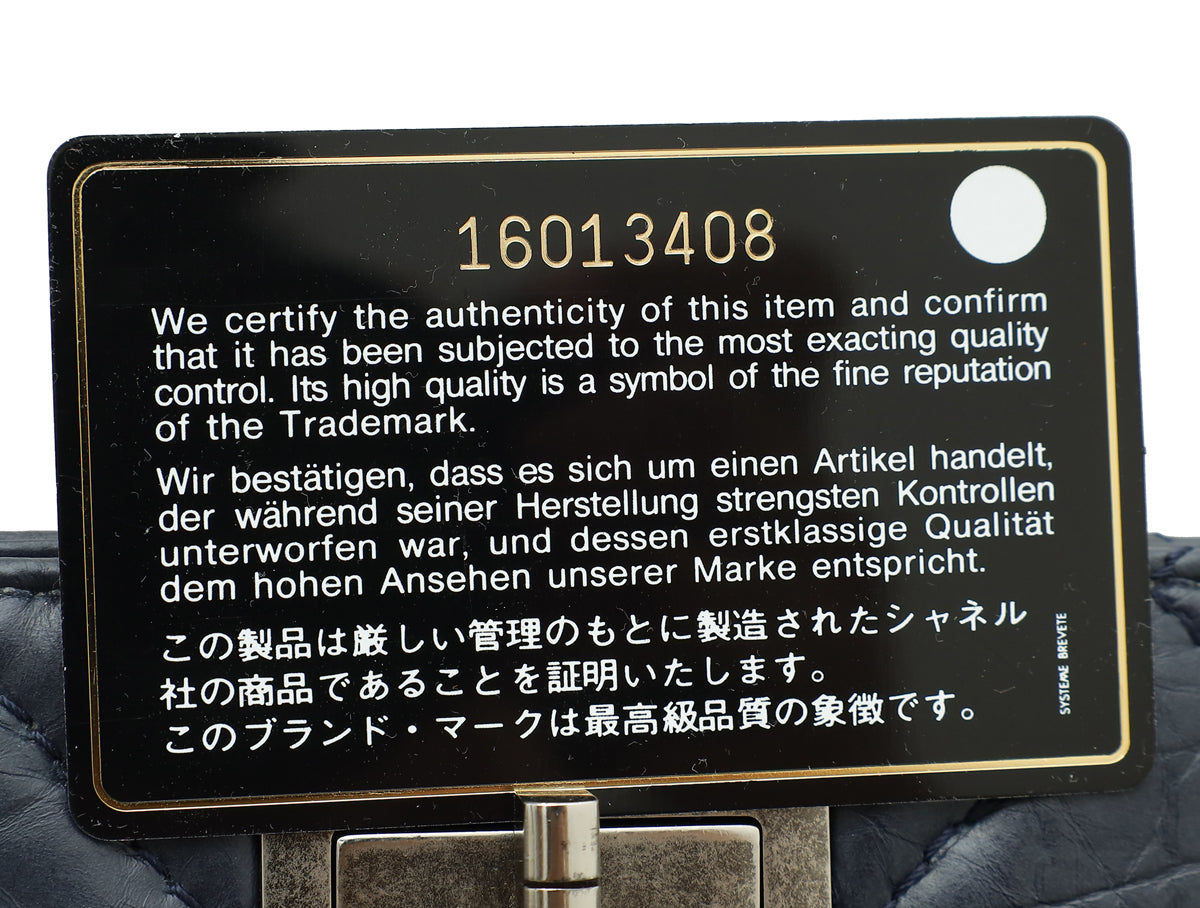 16013408
We certify the authenticity of this item and confirm
that it has been subjected to the most exacting quality
control. Its high quality is a symbol of the fine reputation
of the Trademark.
Wir bestätigen, dass es sich um einen Artikel handelt,
der während seiner Herstellung strengsten Kontrollen
unterworfen war, und dessen erstklassige Qualität
dem hohen Ansehen unserer Marke entspricht.
この製品は厳しい管理のもとに製造されたシャネル
社の商品であることを証明いたします。
このブランド・マークは最高級品質の象徴です。
SYSTEME BREVETE